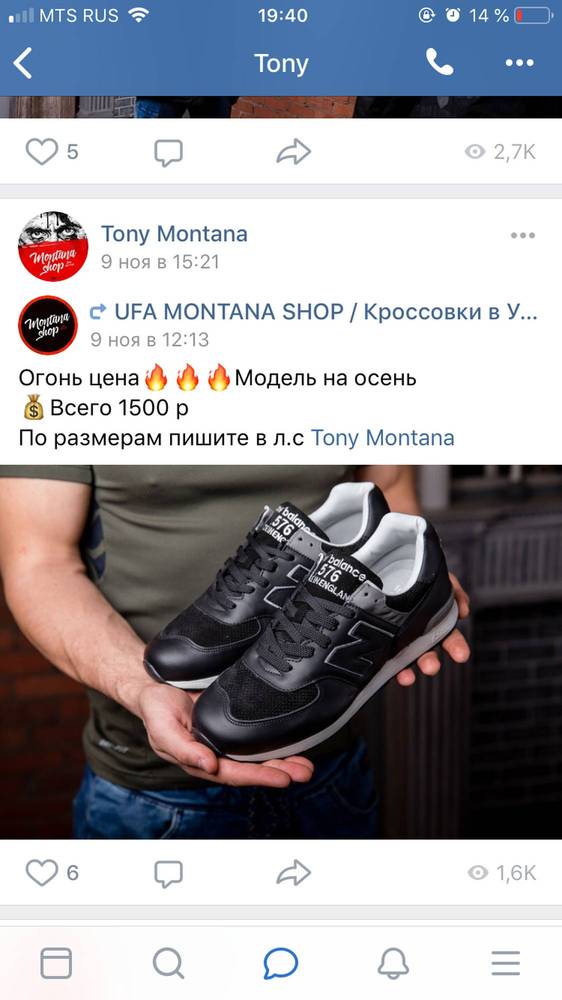 MTS RUS 19:40 14 %
Tony
5 2,7K
Tony Montana
9 ноя в 15:21
Montana shop
UFA MONTANA SHOP / Кроссовки в У...
9 ноя в 12:13
Montana shop
Огонь цена🔥🔥🔥Модель на осень
💰Всего 1500 р
По размерам пишите в л.с Tony Montana
balance
576
balance
576
ENGLAND
N
6 1,6K